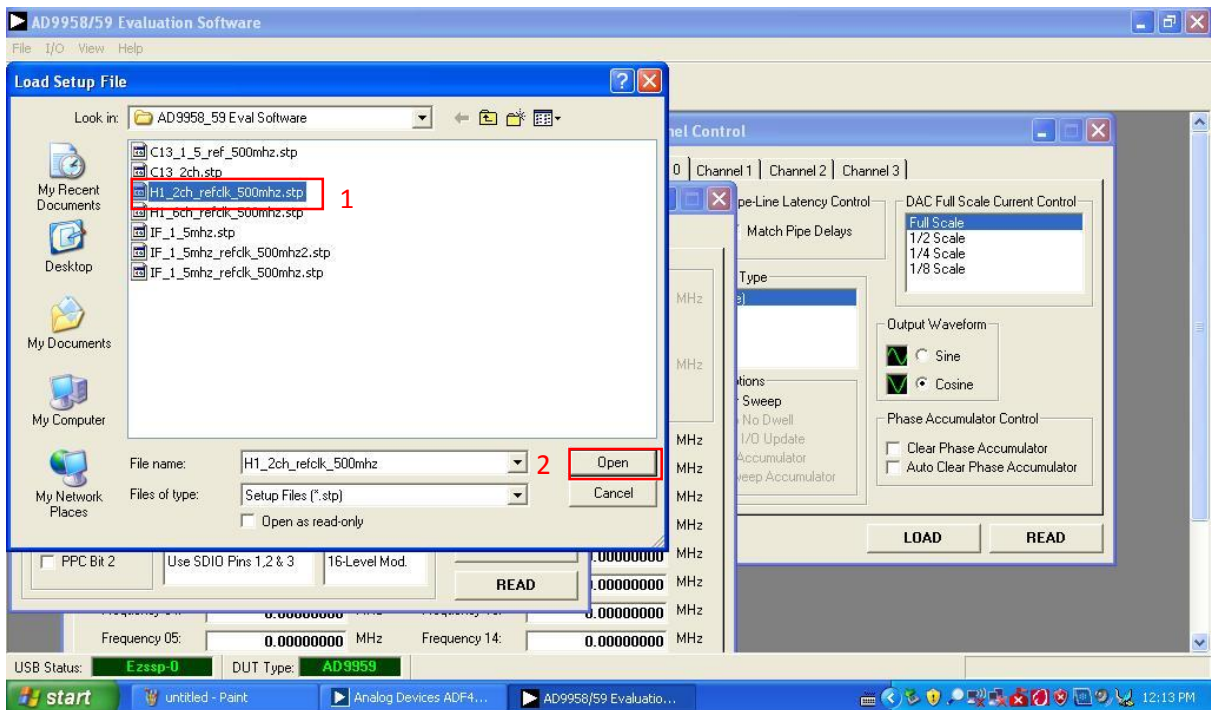 AD9958/59 Evaluation Software
File I/O View Help
Load Setup File
Look in: AD9958_59 Eval Software
My Recent Documents
Desktop
My Documents
My Computer
My Network Places
C13_1_5_ref_500mhz.stp
C13_2ch.stp
H1_2ch_refclk_500mhz.stp
1
H1_6ch_refclk_500mhz.stp
IF_1_5mhz.stp
IF_1_5mhz_refclk_500mhz2.stp
IF_1_5mhz_refclk_500mhz.stp
File name: H1_2ch_refclk_500mhz
2
Open
Files of type: Setup Files (*.stp)
Cancel
Open as read-only
nel Control
0 Channel 1 Channel 2 Channel 3
pe-Line Latency Control
Match Pipe Delays
DAC Full Scale Current Control
Full Scale
1/2 Scale
1/4 Scale
1/8 Scale
Type
Output Waveform
Sine
Cosine
Sweep
No Dwell
I/O Update
Accumulator
weep Accumulator
Phase Accumulator Control
Clear Phase Accumulator
Auto Clear Phase Accumulator
LOAD READ
MHz
MHz
MHz
MHz
MHz
MHz
PPC Bit 2
Use SDIO Pins 1,2 & 3
16-Level Mod.
READ
.00000000 MHz
.00000000 MHz
0.00000000 MHz
Frequency 05: 0.00000000 MHz Frequency 14: 0.00000000 MHz
USB Status: Ezssp-0 DUT Type: AD9959
start untitled - Paint Analog Devices ADF4... AD9958/59 Evaluatio... 12:13 PM